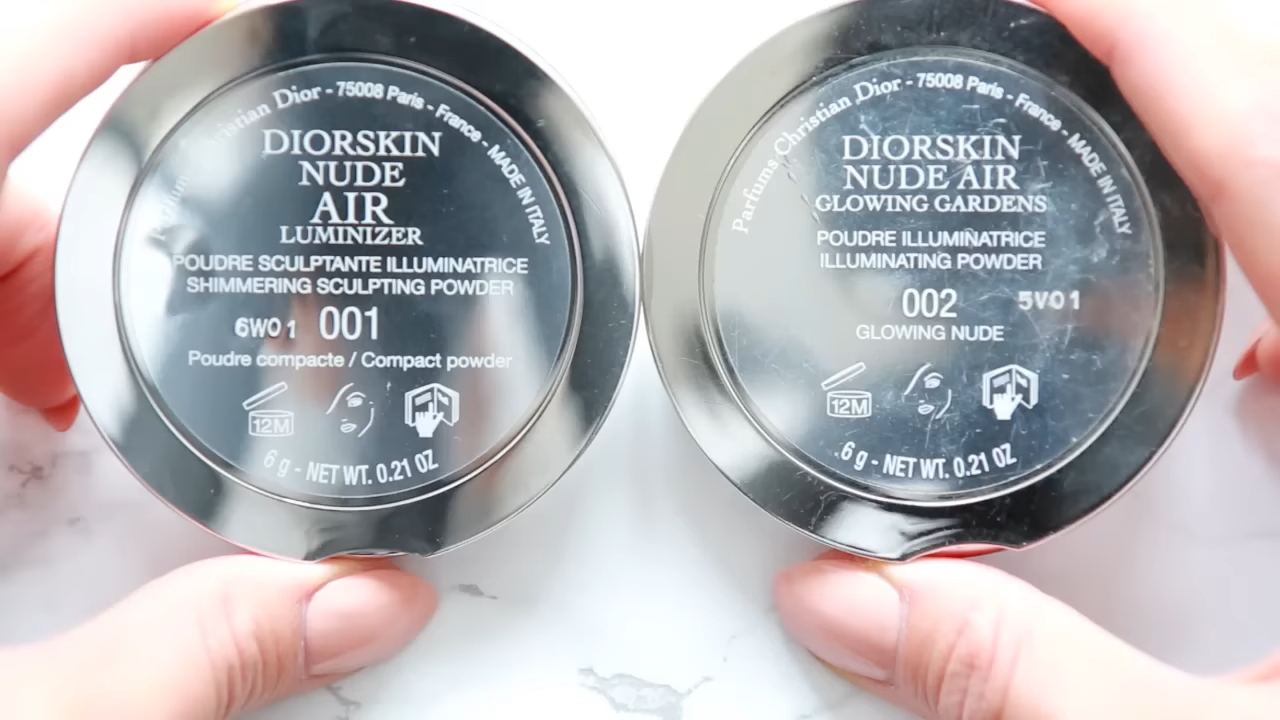 Christian Dior - 75008 Paris - France - MADE IN ITALY
DIORSKIN
NUDE
AIR
LUMINIZER
POUDRE SCULPTANTE ILLUMINATRICE
SHIMMERING SCULPTING POWDER
6W01 001
Poudre compacte / Compact powder
12M
6 g - NET WT. 0.21 OZ
Parfums Christian Dior - 75008 Paris - France - MADE IN ITALY
DIORSKIN
NUDE AIR
GLOWING GARDENS
POUDRE ILLUMINATRICE
ILLUMINATING POWDER
002 5V01
GLOWING NUDE
12M
6 g - NET WT. 0.21 OZ